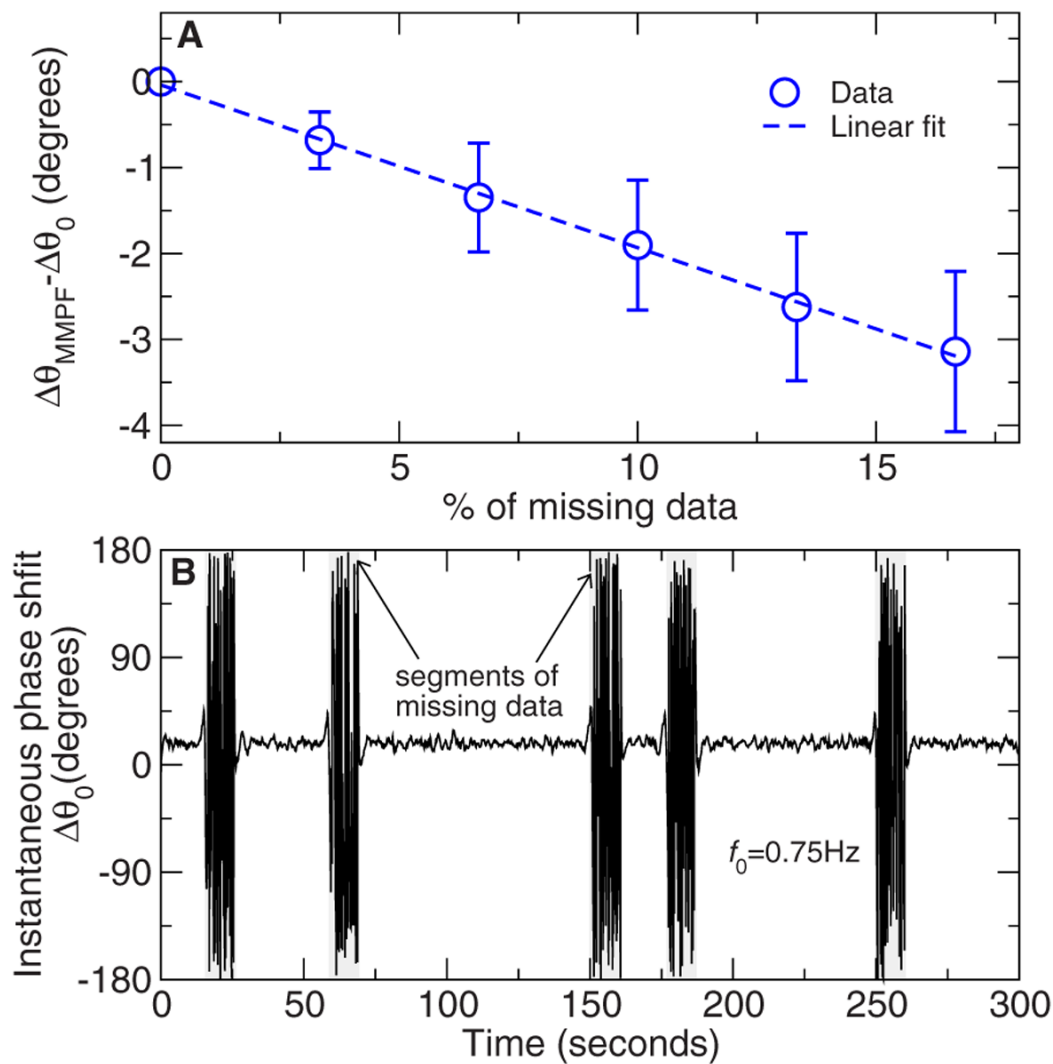 A
Data
Linear fit
0
-1
-2
-3
-4
ΔθMMPF-Δθ0 (degrees)
0 5 10 15
% of missing data
B
180
90
0
-90
-180
Instantaneous phase shfit
Δθ0(degrees)
segments of
missing data
f0=0.75Hz
0 50 100 150 200 250 300
Time (seconds)